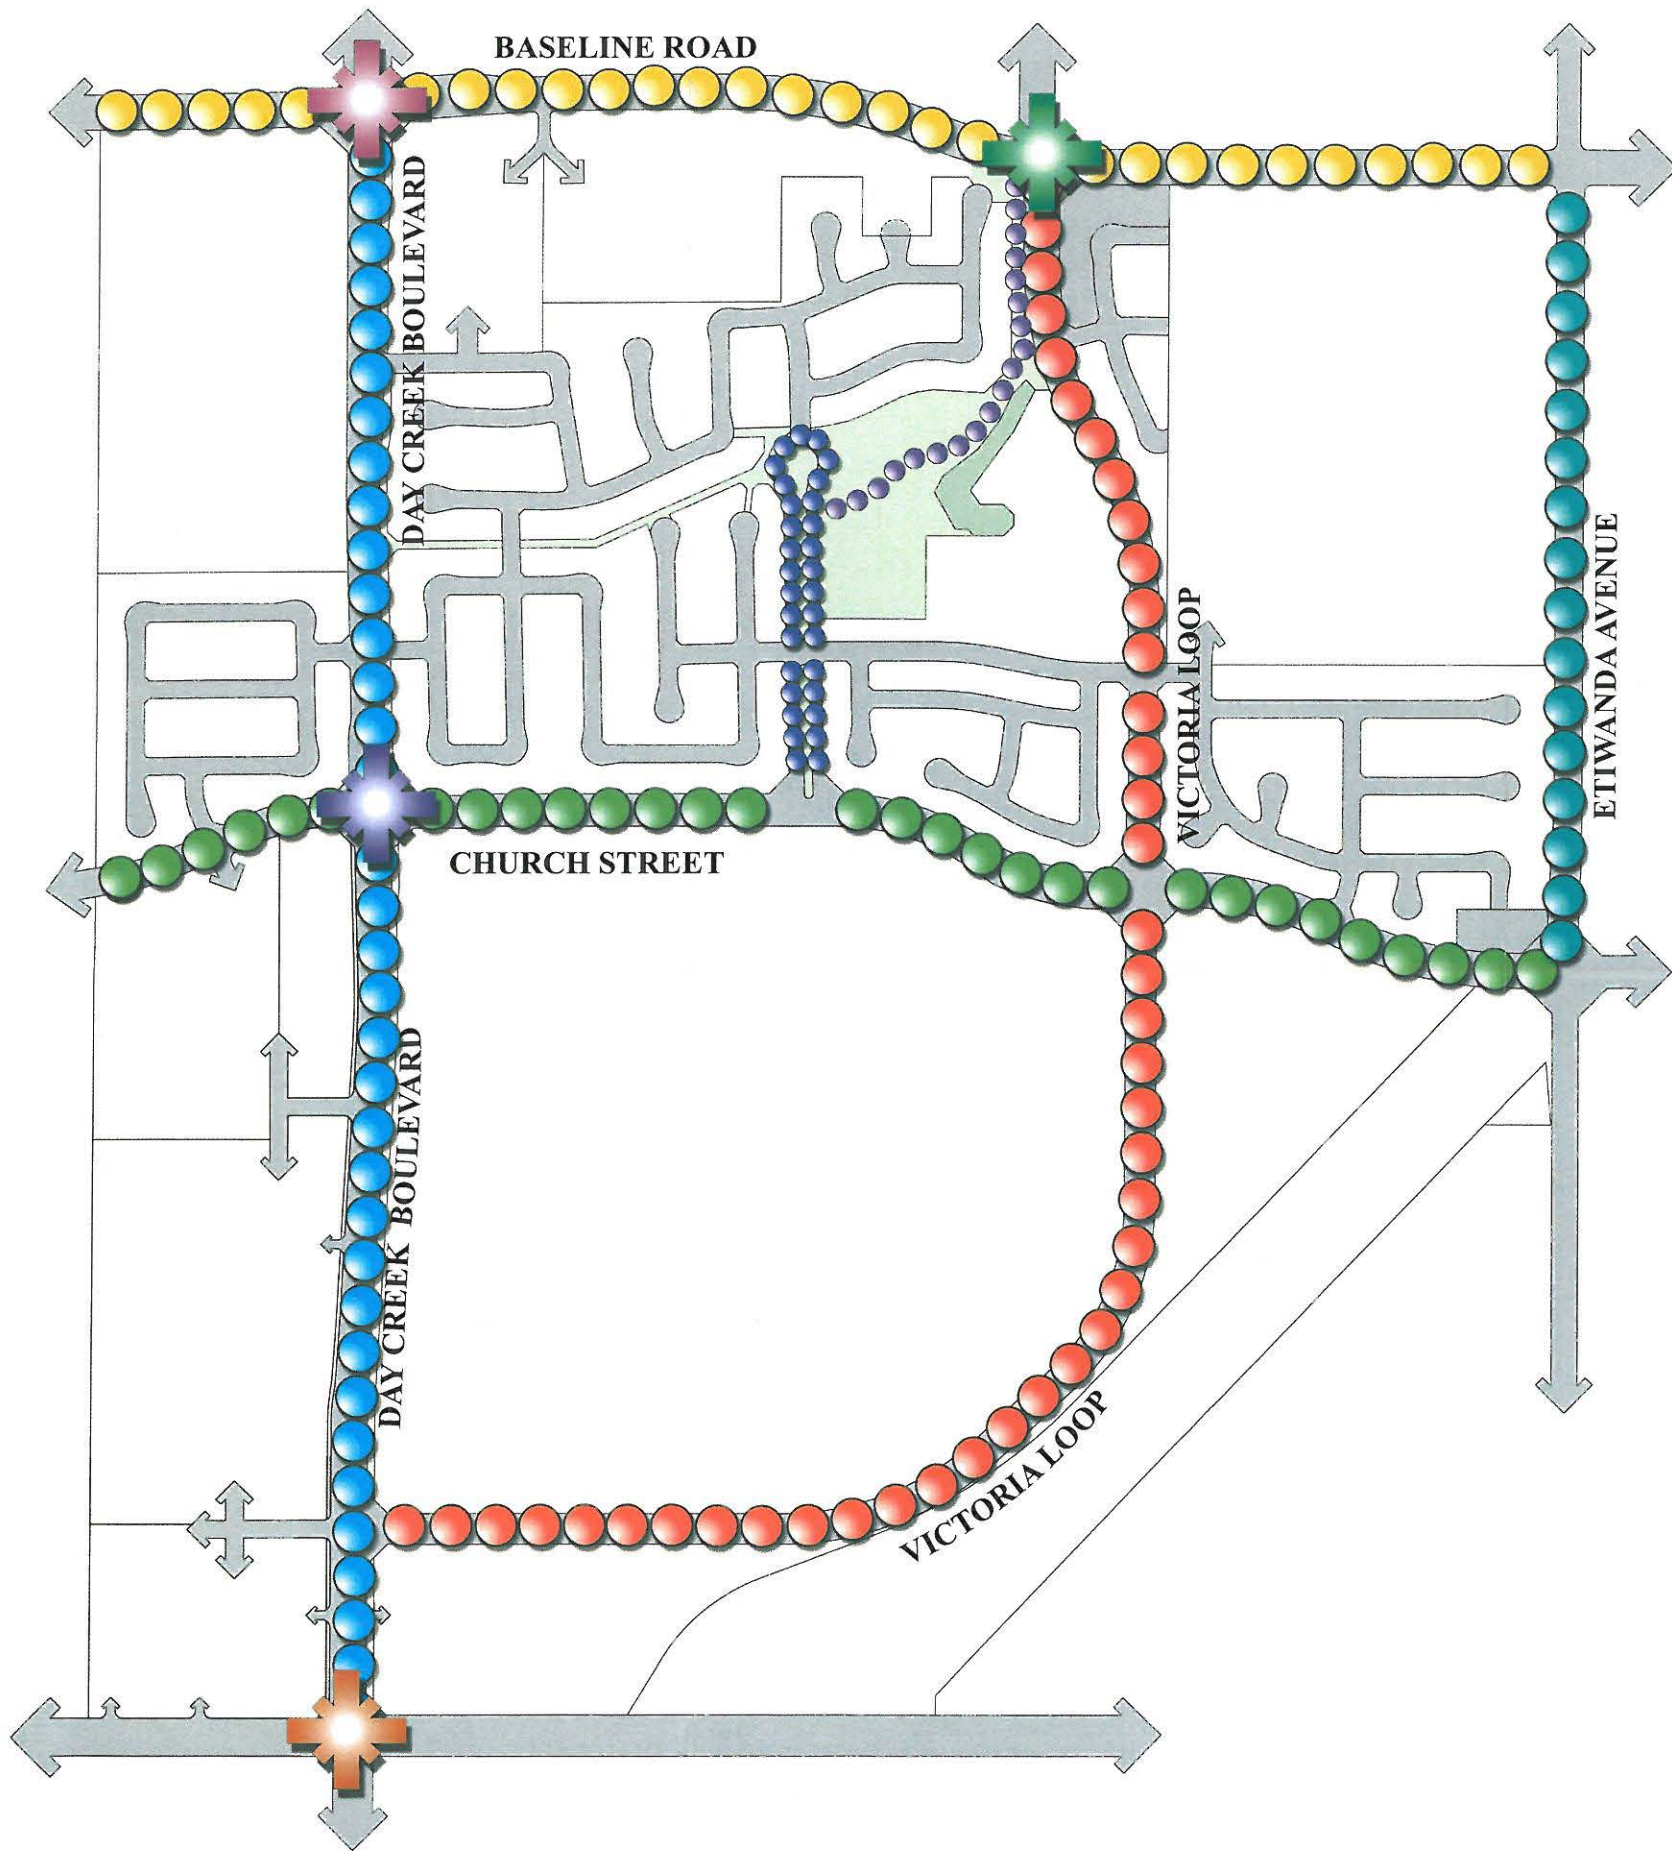 BASELINE ROAD
DAY CREEK BOULEVARD
ETIWANDA AVENUE
VICTORIA LOOP
CHURCH STREET
DAY CREEK BOULEVARD
VICTORIA LOOP